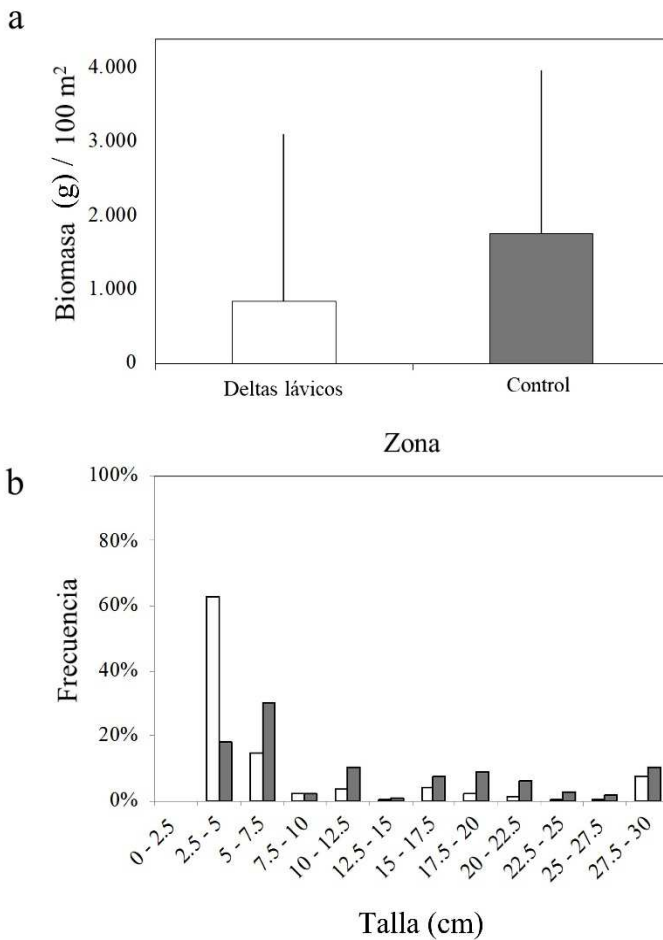 a
Biomasa (g) / 100 m²
4.000
3.000
2.000
1.000
0
Deltas lávicos
Control
Zona
b
Frecuencia
100%
80%
60%
40%
20%
0%
0 - 2.5
2.5 - 5
5 - 7.5
7.5 - 10
10 - 12.5
12.5 - 15
15 - 17.5
17.5 - 20
20 - 22.5
22.5 - 25
25 - 27.5
27.5 - 30
Talla (cm)